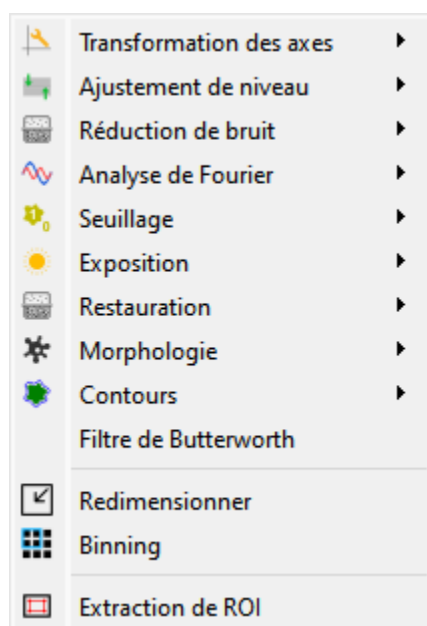 Transformation des axes
Ajustement de niveau
Réduction de bruit
Analyse de Fourier
Seuillage
Exposition
Restauration
Morphologie
Contours
Filtre de Butterworth
Redimensionner
Binning
Extraction de ROI